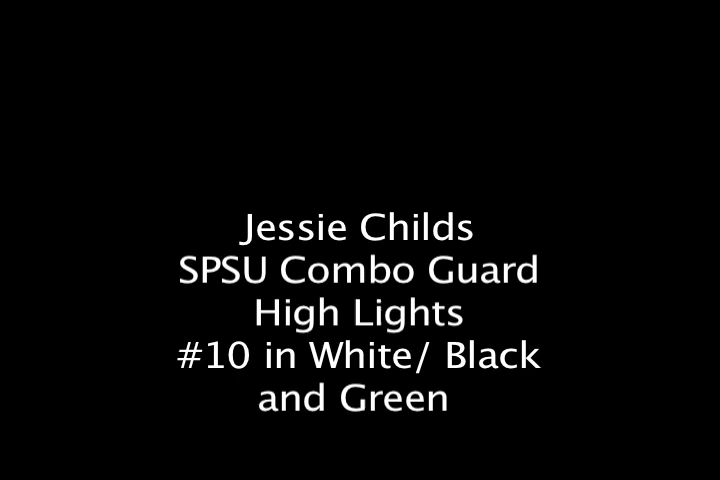 Jessie Childs
SPSU Combo Guard
High Lights
#10 in White/ Black
and Green